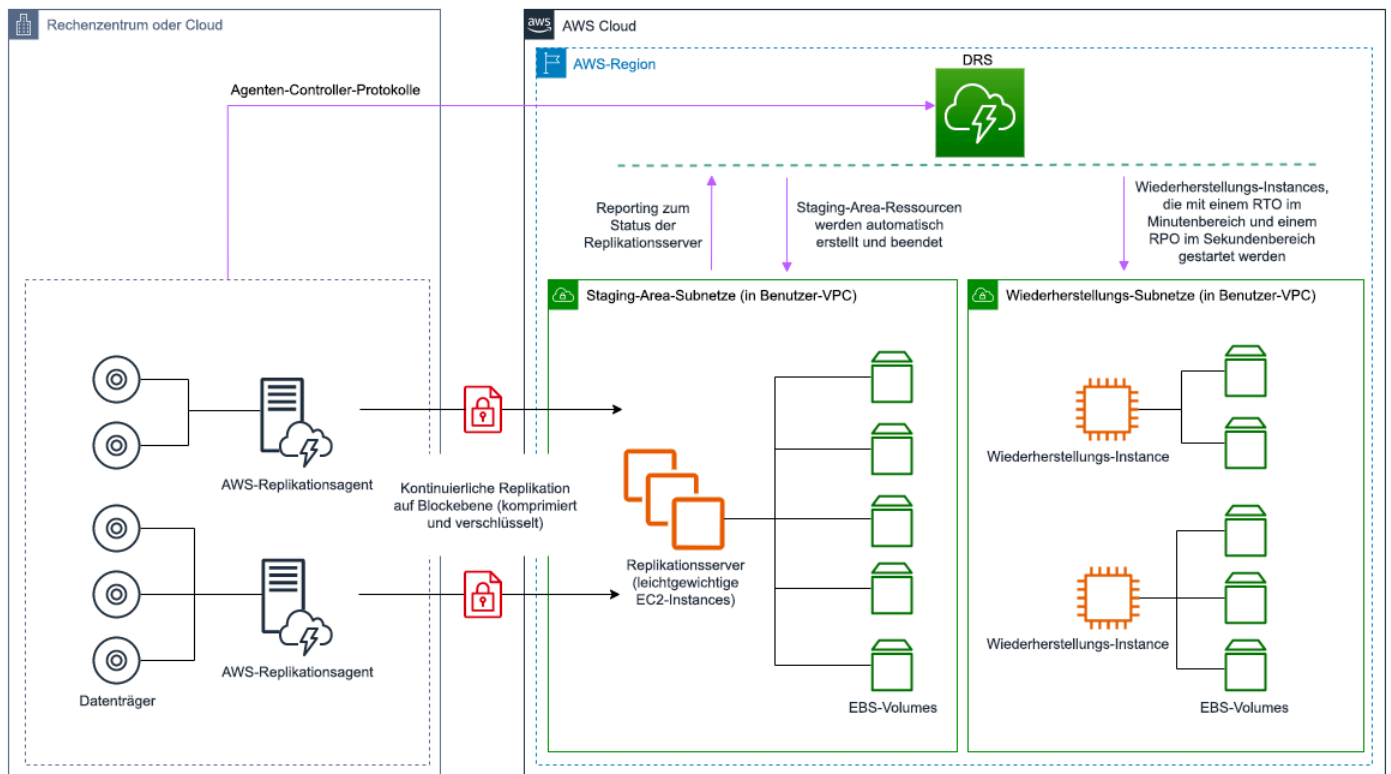 Rechenzentrum oder Cloud
aws
AWS Cloud
AWS-Region
DRS
Agenten-Controller-Protokolle
Reporting zum
Status der
Replikationsserver
Staging-Area-Ressourcen
werden automatisch
erstellt und beendet
Wiederherstellungs-Instances,
die mit einem RTO im
Minutenbereich und einem
RPO im Sekundenbereich
gestartet werden
Staging-Area-Subnetze (in Benutzer-VPC)
Wiederherstellungs-Subnetze (in Benutzer-VPC)
AWS-Replikationsagent
Kontinuierliche Replikation
auf Blockebene (komprimiert
und verschlüsselt)
AWS-Replikationsagent
Datenträger
Replikationsserver
(leichtgewichtige
EC2-Instances)
EBS-Volumes
Wiederherstellungs-Instance
Wiederherstellungs-Instance
EBS-Volumes